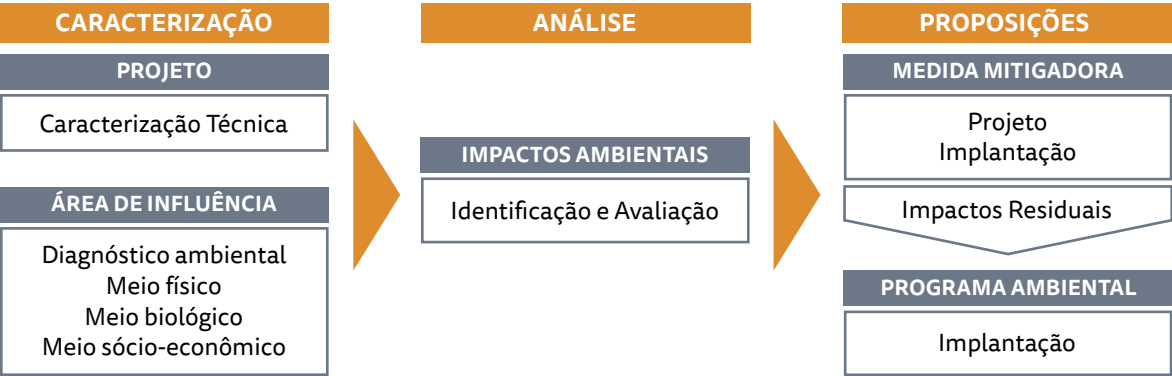 CARACTERIZAÇÃO
PROJETO
Caracterização Técnica
ÁREA DE INFLUÊNCIA
Diagnóstico ambiental
Meio físico
Meio biológico
Meio sócio-econômico
ANÁLISE
IMPACTOS AMBIENTAIS
Identificação e Avaliação
PROPOSIÇÕES
MEDIDA MITIGADORA
Projeto
Implantação
Impactos Residuais
PROGRAMA AMBIENTAL
Implantação